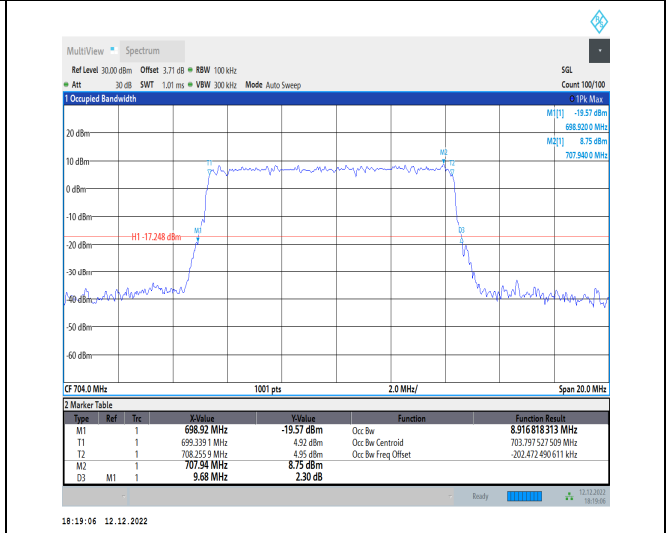 MultiView Spectrum
Ref Level 30.00 dBm Offset 3.71 dB RBW 100 kHz SGL
Att 30 dB SWT 1.01 ms VBW 300 kHz Mode Auto Sweep Count 100/100
1 Occupied Bandwidth 1Pk Max
M1[1] -19.57 dBm
698.920 0 MHz
M2[1] 8.75 dBm
707.940 0 MHz
20 dBm
M2
10 dBm
T1 T2
0 dBm
-10 dBm
M1 D3
H1 -17.248 dBm
-20 dBm
-30 dBm
-40 dBm
-50 dBm
-60 dBm
CF 704.0 MHz 1001 pts 2.0 MHz/ Span 20.0 MHz
2 Marker Table
Type Ref Trc X-Value Y-Value Function Function Result
M1 1 698.92 MHz -19.57 dBm Occ Bw 8.916 818 313 MHz
T1 1 699.339 1 MHz 4.92 dBm Occ Bw Centroid 703.797 527 509 MHz
T2 1 708.255 9 MHz 4.95 dBm Occ Bw Freq Offset -202.472 490 611 kHz
M2 1 707.94 MHz 8.75 dBm
D3 M1 1 9.68 MHz 2.30 dB
Ready 12.12.2022
18:19:06
18:19:06 12.12.2022